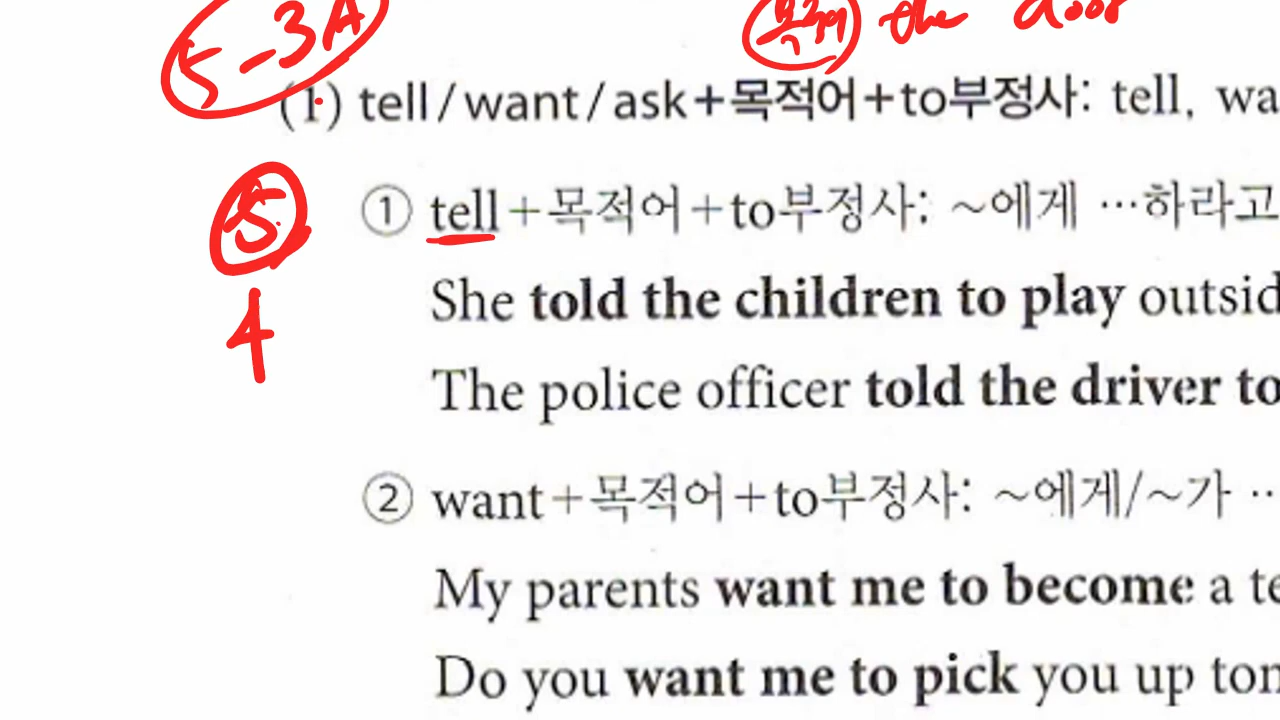 5-3A
the door
(1) tell/want/ask+목적어+to부정사: tell, wa
5
① tell+목적어+to부정사: ~에게 …하라고
4
She told the children to play outsid
The police officer told the driver to
② want+목적어+to부정사: ~에게/~가 ‥
My parents want me to become a te
Do you want me to pick you up ton